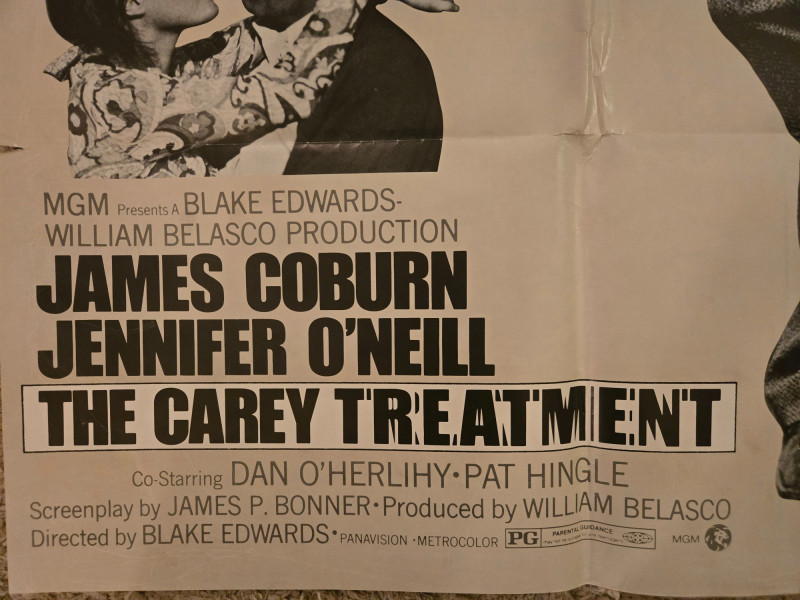 MGM Presents A BLAKE EDWARDS-
WILLIAM BELASCO PRODUCTION
JAMES COBURN
JENNIFER O'NEILL
THE CAREY TREATMENT
Co-Starring DAN O'HERLIHY•PAT HINGLE
Screenplay by JAMES P. BONNER•Produced by WILLIAM BELASCO
Directed by BLAKE EDWARDS•PANAVISION•METROCOLOR PG PARENTAL GUIDANCE MGM